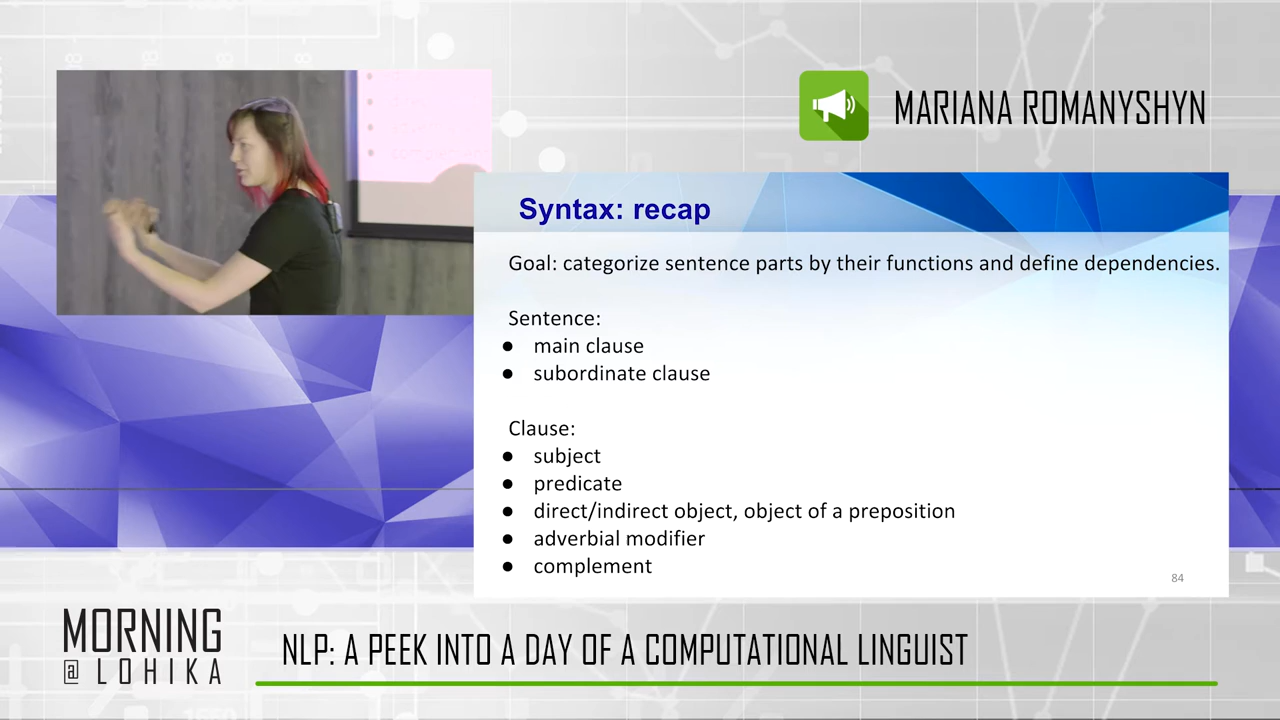 MARIANA ROMANYSHYN
Syntax: recap
Goal: categorize sentence parts by their functions and define dependencies.
Sentence:
● main clause
● subordinate clause
Clause:
● subject
● predicate
● direct/indirect object, object of a preposition
● adverbial modifier
● complement
84
MORNING
@ LOHIKA
NLP: A PEEK INTO A DAY OF A COMPUTATIONAL LINGUIST